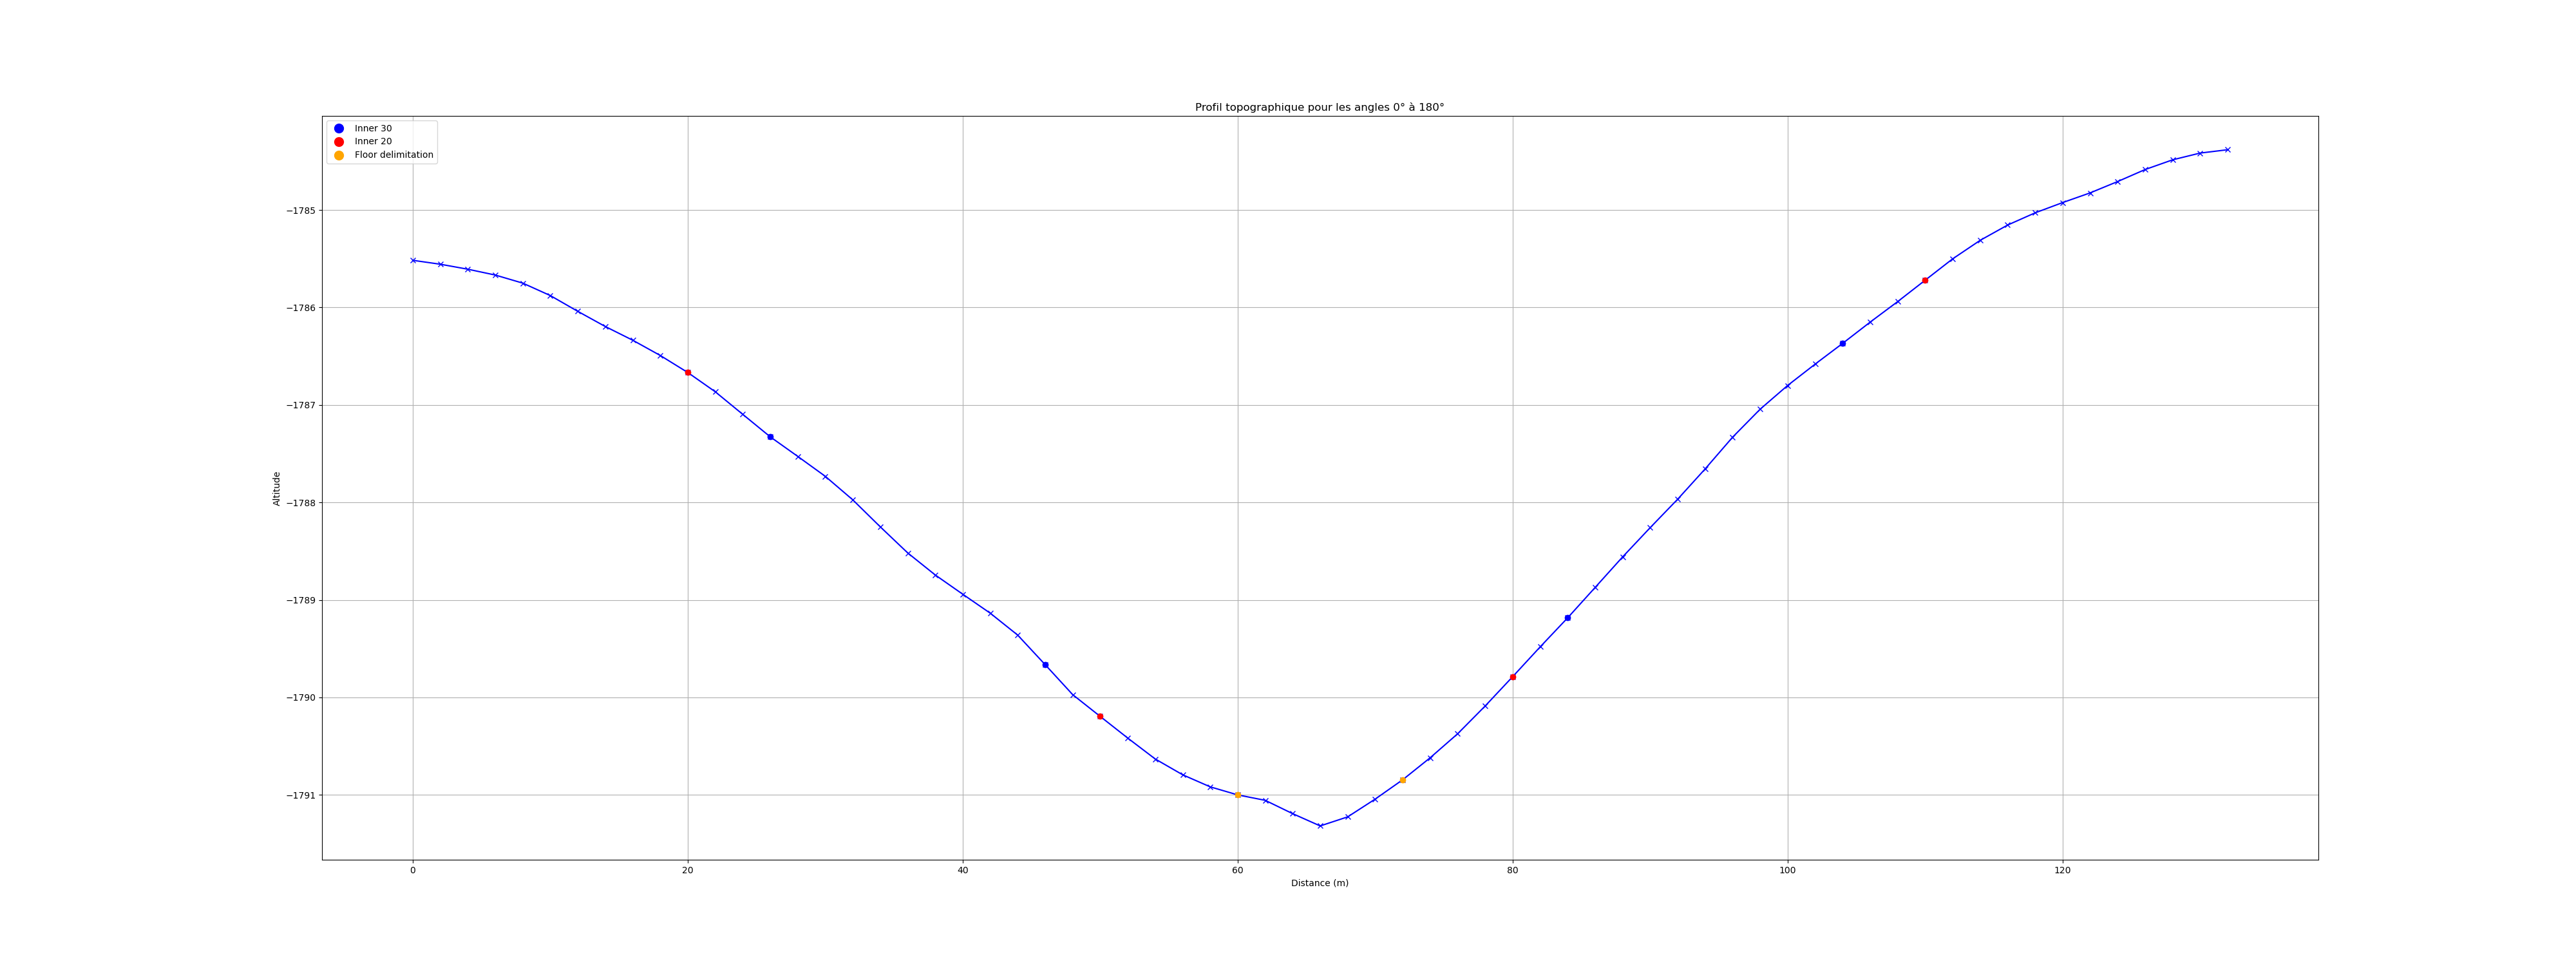 Profil topographique pour les angles 0° à 180°
Inner 30
Inner 20
Floor delimitation
−1785
−1786
−1787
−1788
−1789
−1790
−1791
Altitude
0 20 40 60 80 100 120
Distance (m)